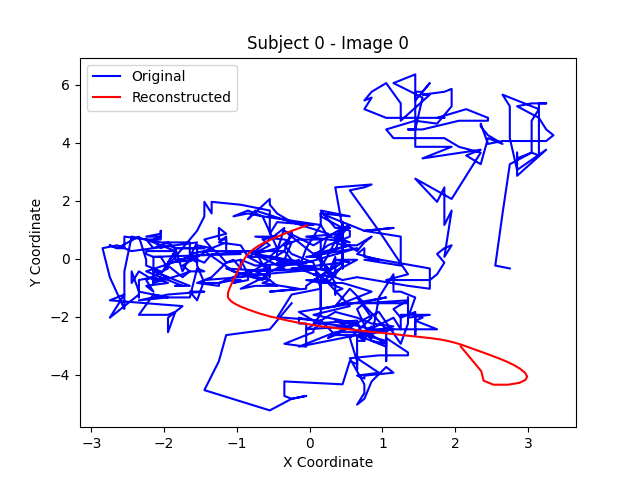 Subject 0 - Image 0
Original
Reconstructed
Y Coordinate
6
4
2
0
−2
−4
−3
−2
−1
0
1
2
3
X Coordinate